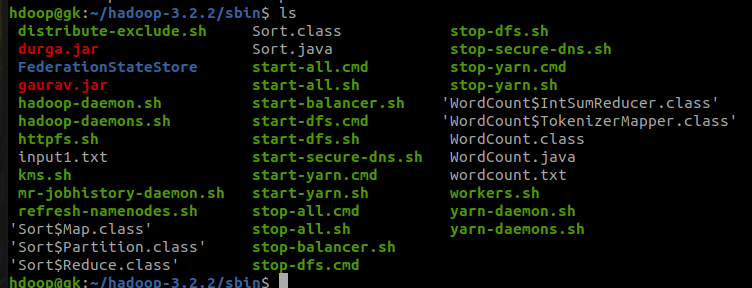 hdoop@gk:~/hadoop-3.2.2/sbin$ ls
distribute-exclude.sh Sort.class stop-dfs.sh
durga.jar Sort.java stop-secure-dns.sh
FederationStateStore start-all.cmd stop-yarn.cmd
gaurav.jar start-all.sh stop-yarn.sh
hadoop-daemon.sh start-balancer.sh 'WordCount$IntSumReducer.class'
hadoop-daemons.sh start-dfs.cmd 'WordCount$TokenizerMapper.class'
httpfs.sh start-dfs.sh WordCount.class
input1.txt start-secure-dns.sh WordCount.java
kms.sh start-yarn.cmd wordcount.txt
mr-jobhistory-daemon.sh start-yarn.sh workers.sh
refresh-namenodes.sh stop-all.cmd yarn-daemon.sh
'Sort$Map.class' stop-all.sh yarn-daemons.sh
'Sort$Partition.class' stop-balancer.sh
'Sort$Reduce.class' stop-dfs.cmd
hdoop@gk:~/hadoop-3.2.2/sbin$